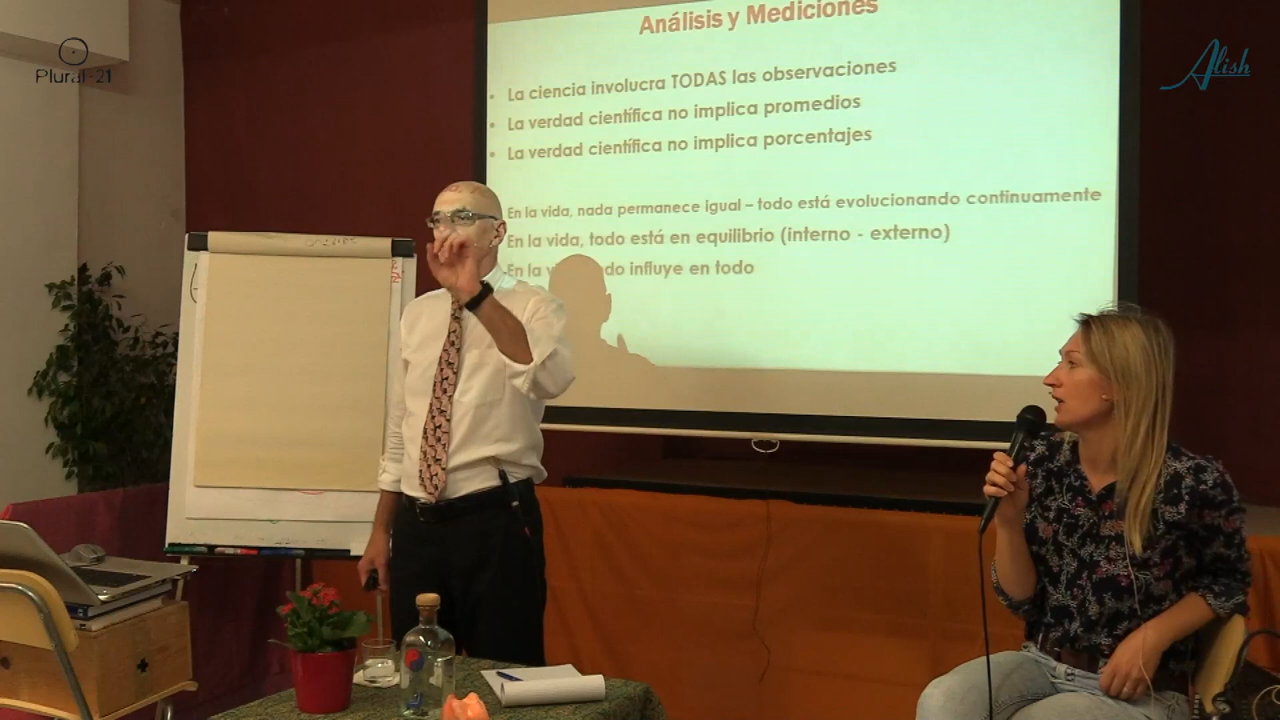 Plural-21
Alish
Análisis y Mediciones
• La ciencia involucra TODAS las observaciones
• La verdad científica no implica promedios
• La verdad científica no implica porcentajes
En la vida, nada permanece igual – todo está evolucionando continuamente
En la vida, todo está en equilibrio (interno - externo)
En la influye en todo